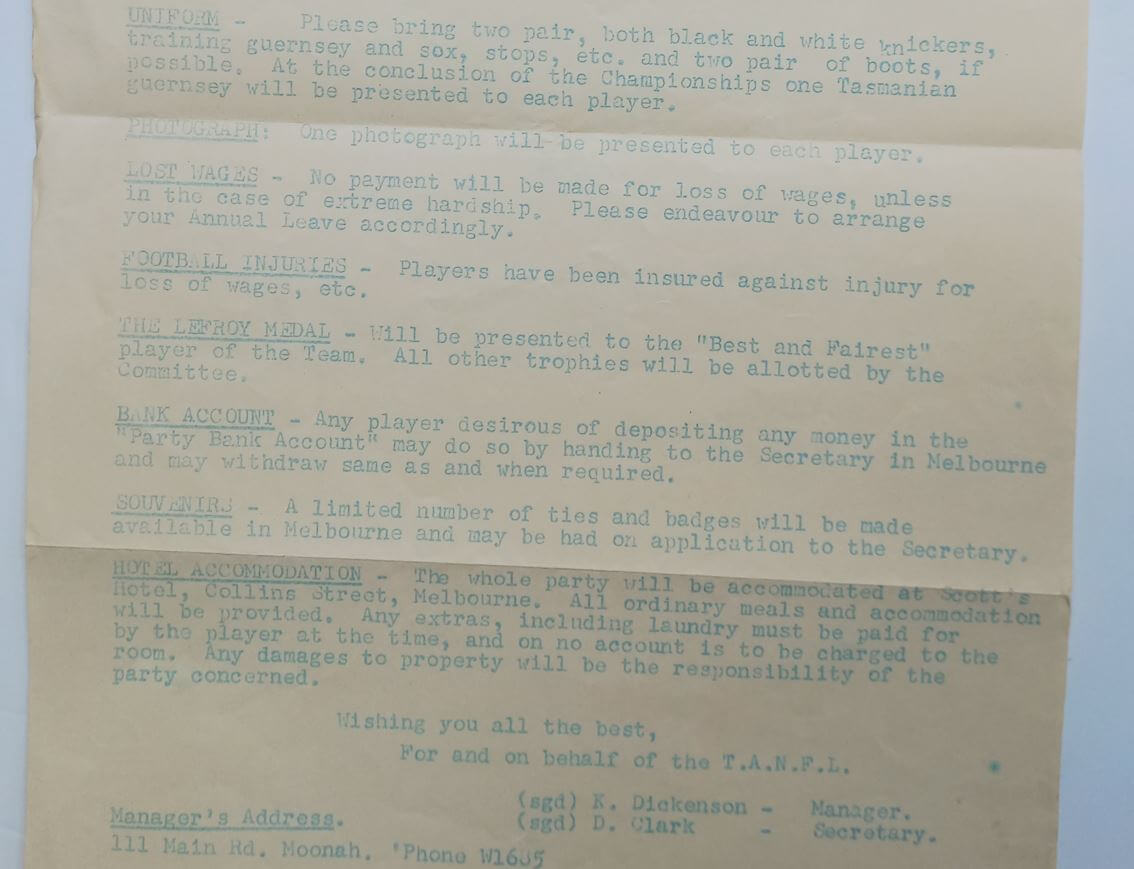 UNIFORM - Please bring two pair, both black and white knickers,
training guernsey and sox, stops, etc. and two pair of boots, if
possible. At the conclusion of the Championships one Tasmanian
guernsey will be presented to each player.
PHOTOGRAPH: One photograph will be presented to each player.
LOST WAGES - No payment will be made for loss of wages, unless
in the case of extreme hardship. Please endeavour to arrange
your Annual Leave accordingly.
FOOTBALL INJURIES - Players have been insured against injury for
loss of wages, etc.
THE LEFROY MEDAL - Will be presented to the "Best and Fairest"
player of the Team. All other trophies will be allotted by the
Committee.
BANK ACCOUNT - Any player desirous of depositing any money in the
"Party Bank Account" may do so by handing to the Secretary in Melbourne
and may withdraw same as and when required.
SOUVENIRS - A limited number of ties and badges will be made
available in Melbourne and may be had on application to the Secretary.
HOTEL ACCOMMODATION - The whole party will be accommodated at Scott's
Hotel, Collins Street, Melbourne. All ordinary meals and accommodation
will be provided. Any extras, including laundry must be paid for
by the player at the time, and on no account is to be charged to the
room. Any damages to property will be the responsibility of the
party concerned.
Wishing you all the best,
For and on behalf of the T.A.N.F.L.
(sgd) K. Dickenson - Manager.
(sgd) D. Clark - Secretary.
Manager's Address.
111 Main Rd. Moonah. 'Phone